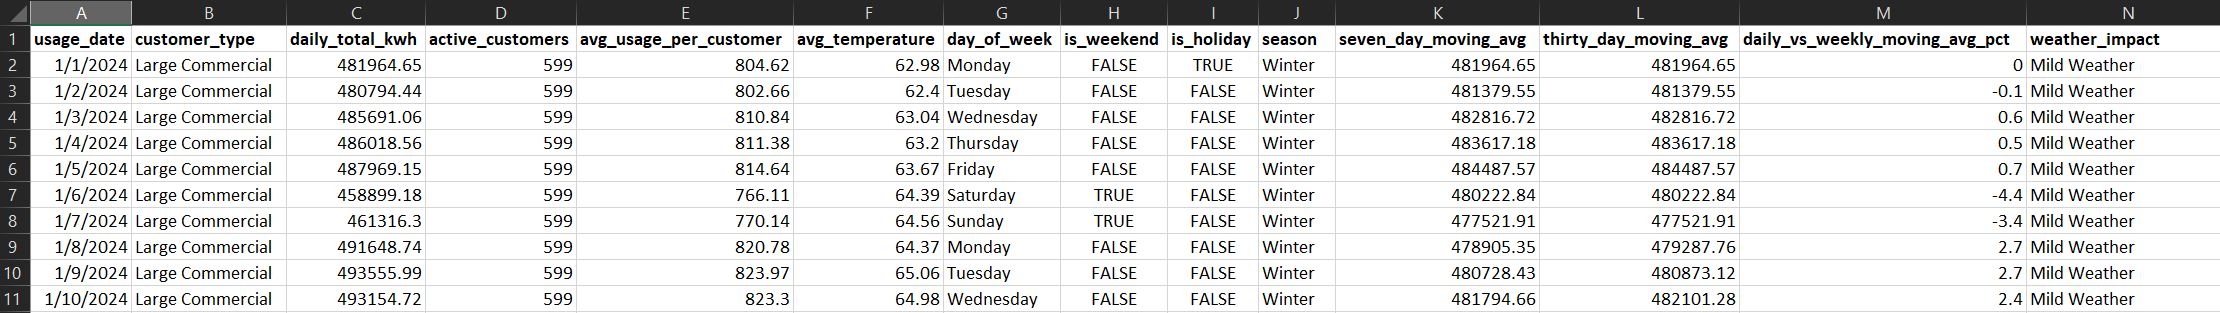 A B C D E F G H I J K L M N
1 usage_date customer_type daily_total_kwh active_customers avg_usage_per_customer avg_temperature day_of_week is_weekend is_holiday season seven_day_moving_avg thirty_day_moving_avg daily_vs_weekly_moving_avg_pct weather_impact
2 1/1/2024 Large Commercial 481964.65 599 804.62 62.98 Monday FALSE TRUE Winter 481964.65 481964.65 0 Mild Weather
3 1/2/2024 Large Commercial 480794.44 599 802.66 62.4 Tuesday FALSE FALSE Winter 481379.55 481379.55 -0.1 Mild Weather
4 1/3/2024 Large Commercial 485691.06 599 810.84 63.04 Wednesday FALSE FALSE Winter 482816.72 482816.72 0.6 Mild Weather
5 1/4/2024 Large Commercial 486018.56 599 811.38 63.2 Thursday FALSE FALSE Winter 483617.18 483617.18 0.5 Mild Weather
6 1/5/2024 Large Commercial 487969.15 599 814.64 63.67 Friday FALSE FALSE Winter 484487.57 484487.57 0.7 Mild Weather
7 1/6/2024 Large Commercial 458899.18 599 766.11 64.39 Saturday TRUE FALSE Winter 480222.84 480222.84 -4.4 Mild Weather
8 1/7/2024 Large Commercial 461316.3 599 770.14 64.56 Sunday TRUE FALSE Winter 477521.91 477521.91 -3.4 Mild Weather
9 1/8/2024 Large Commercial 491648.74 599 820.78 64.37 Monday FALSE FALSE Winter 478905.35 479287.76 2.7 Mild Weather
10 1/9/2024 Large Commercial 493555.99 599 823.97 65.06 Tuesday FALSE FALSE Winter 480728.43 480873.12 2.7 Mild Weather
11 1/10/2024 Large Commercial 493154.72 599 823.3 64.98 Wednesday FALSE FALSE Winter 481794.66 482101.28 2.4 Mild Weather